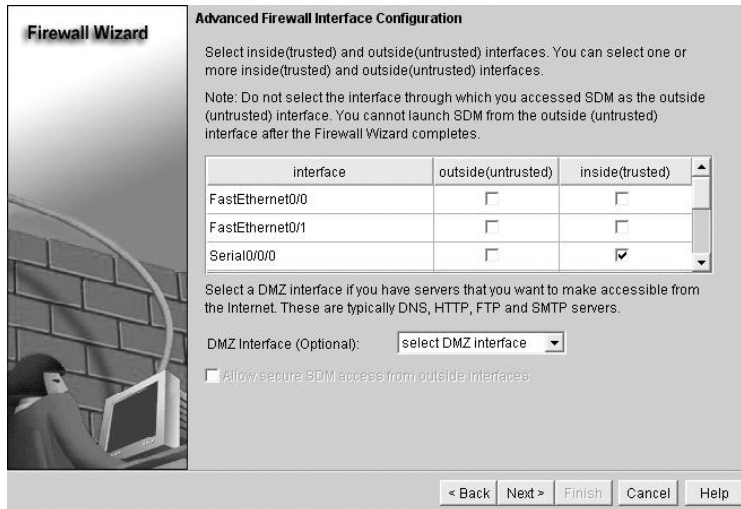 Firewall Wizard
Advanced Firewall Interface Configuration
Select inside(trusted) and outside(untrusted) interfaces. You can select one or
more inside(trusted) and outside(untrusted) interfaces.
Note: Do not select the interface through which you accessed SDM as the outside
(untrusted) interface. You cannot launch SDM from the outside (untrusted)
interface after the Firewall Wizard completes.
interface outside(untrusted) inside(trusted)
FastEthernet0/0
FastEthernet0/1
Serial0/0/0
Select a DMZ interface if you have servers that you want to make accessible from
the Internet. These are typically DNS, HTTP, FTP and SMTP servers.
DMZ Interface (Optional): select DMZ interface
Allow secure SDM access from outside interfaces
< Back Next > Finish Cancel Help